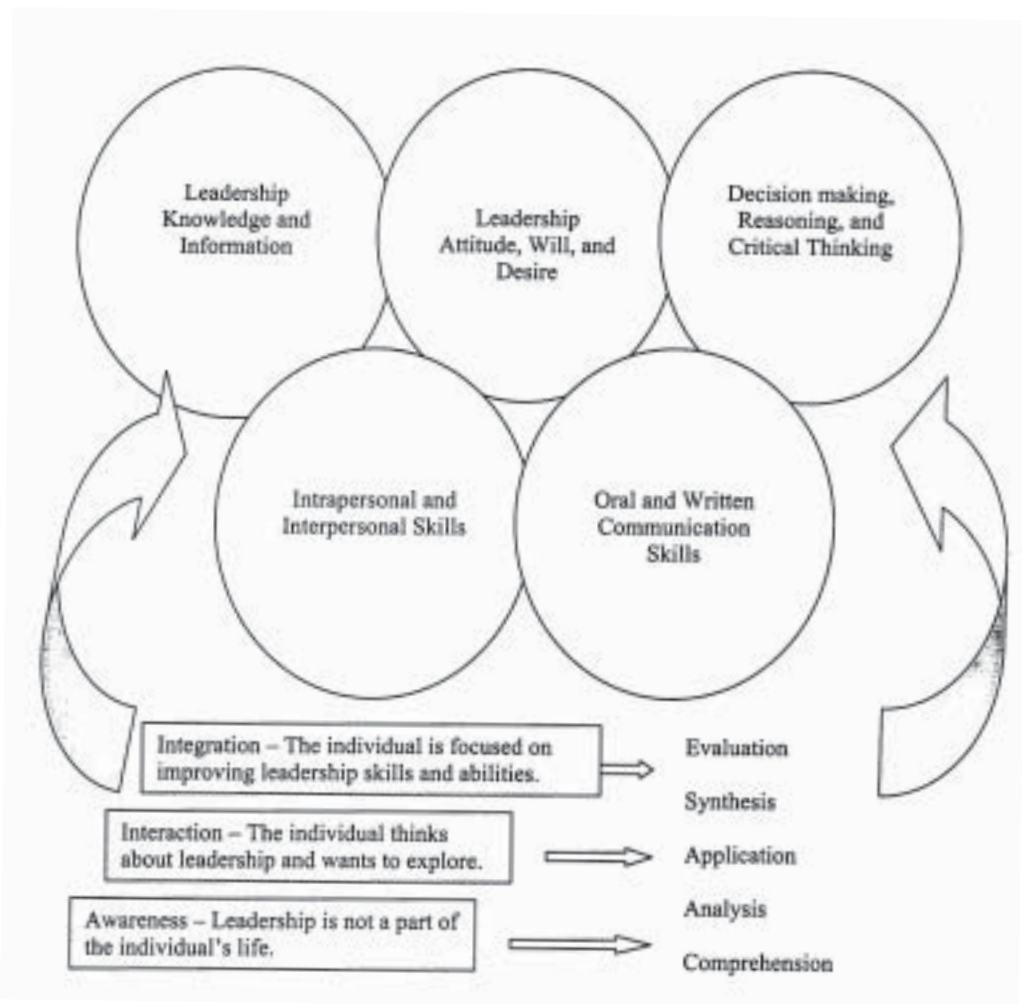 Leadership
Knowledge and
Information
Leadership
Attitude, Will, and
Desire
Decision making,
Reasoning, and
Critical Thinking
Intrapersonal and
Interpersonal Skills
Oral and Written
Communication
Skills
Integration – The individual is focused on
improving leadership skills and abilities.
Interaction – The individual thinks
about leadership and wants to explore.
Awareness – Leadership is not a part of
the individual's life.
Evaluation
Synthesis
Application
Analysis
Comprehension